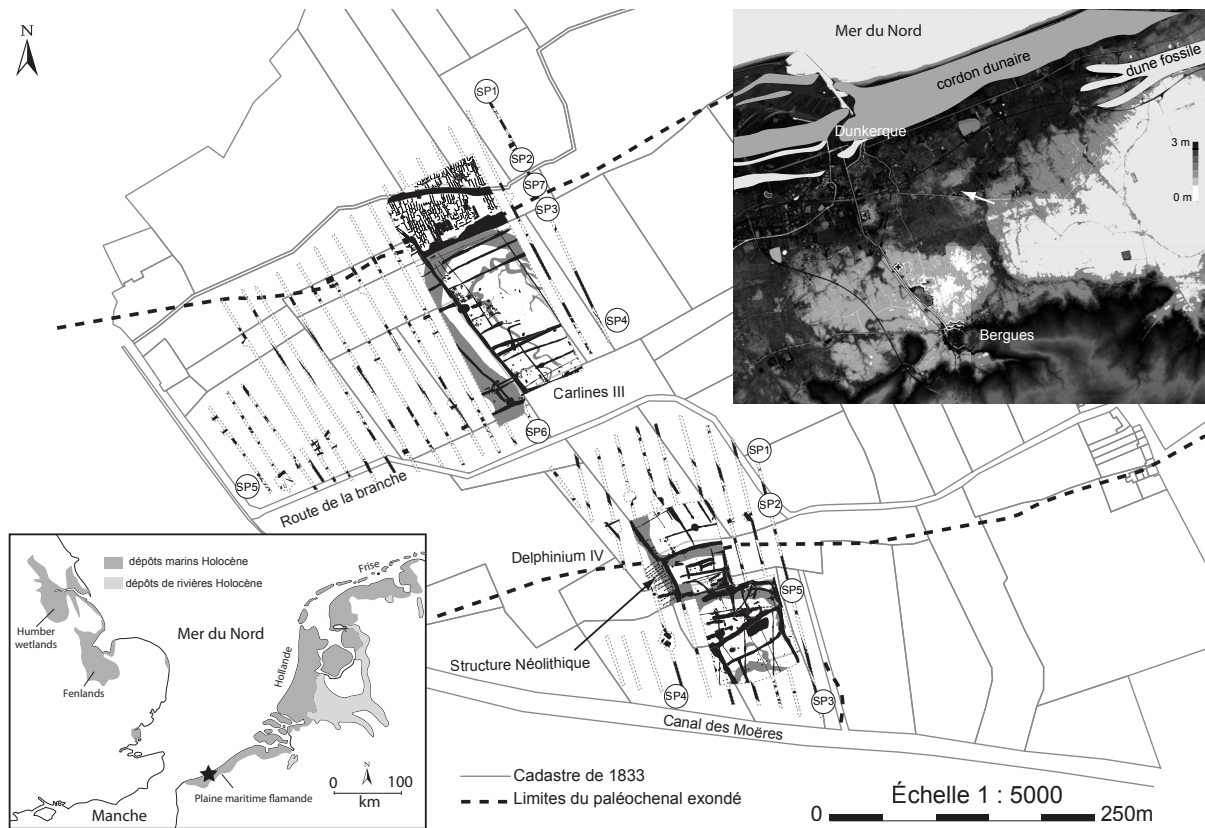 N
SP1
SP2
SP7
SP3
SP4
Carlines III
SP6
SP5
Route de la branche
Mer du Nord
cordon dunaire
dune fossile
Dunkerque
3 m
0 m
Bergues
SP1
SP2
Delphinium IV
SP5
Structure Néolithique
SP4
SP3
Canal des Moëres
dépôts marins Holocène
dépôts de rivières Holocène
Frise
Humber
wetlands
Mer du Nord
Hollande
Fenlands
Plaine maritime flamande
Manche
N
0 100
km
Cadastre de 1833
Limites du paléochenal exondé
Échelle 1 : 5000
0 250m